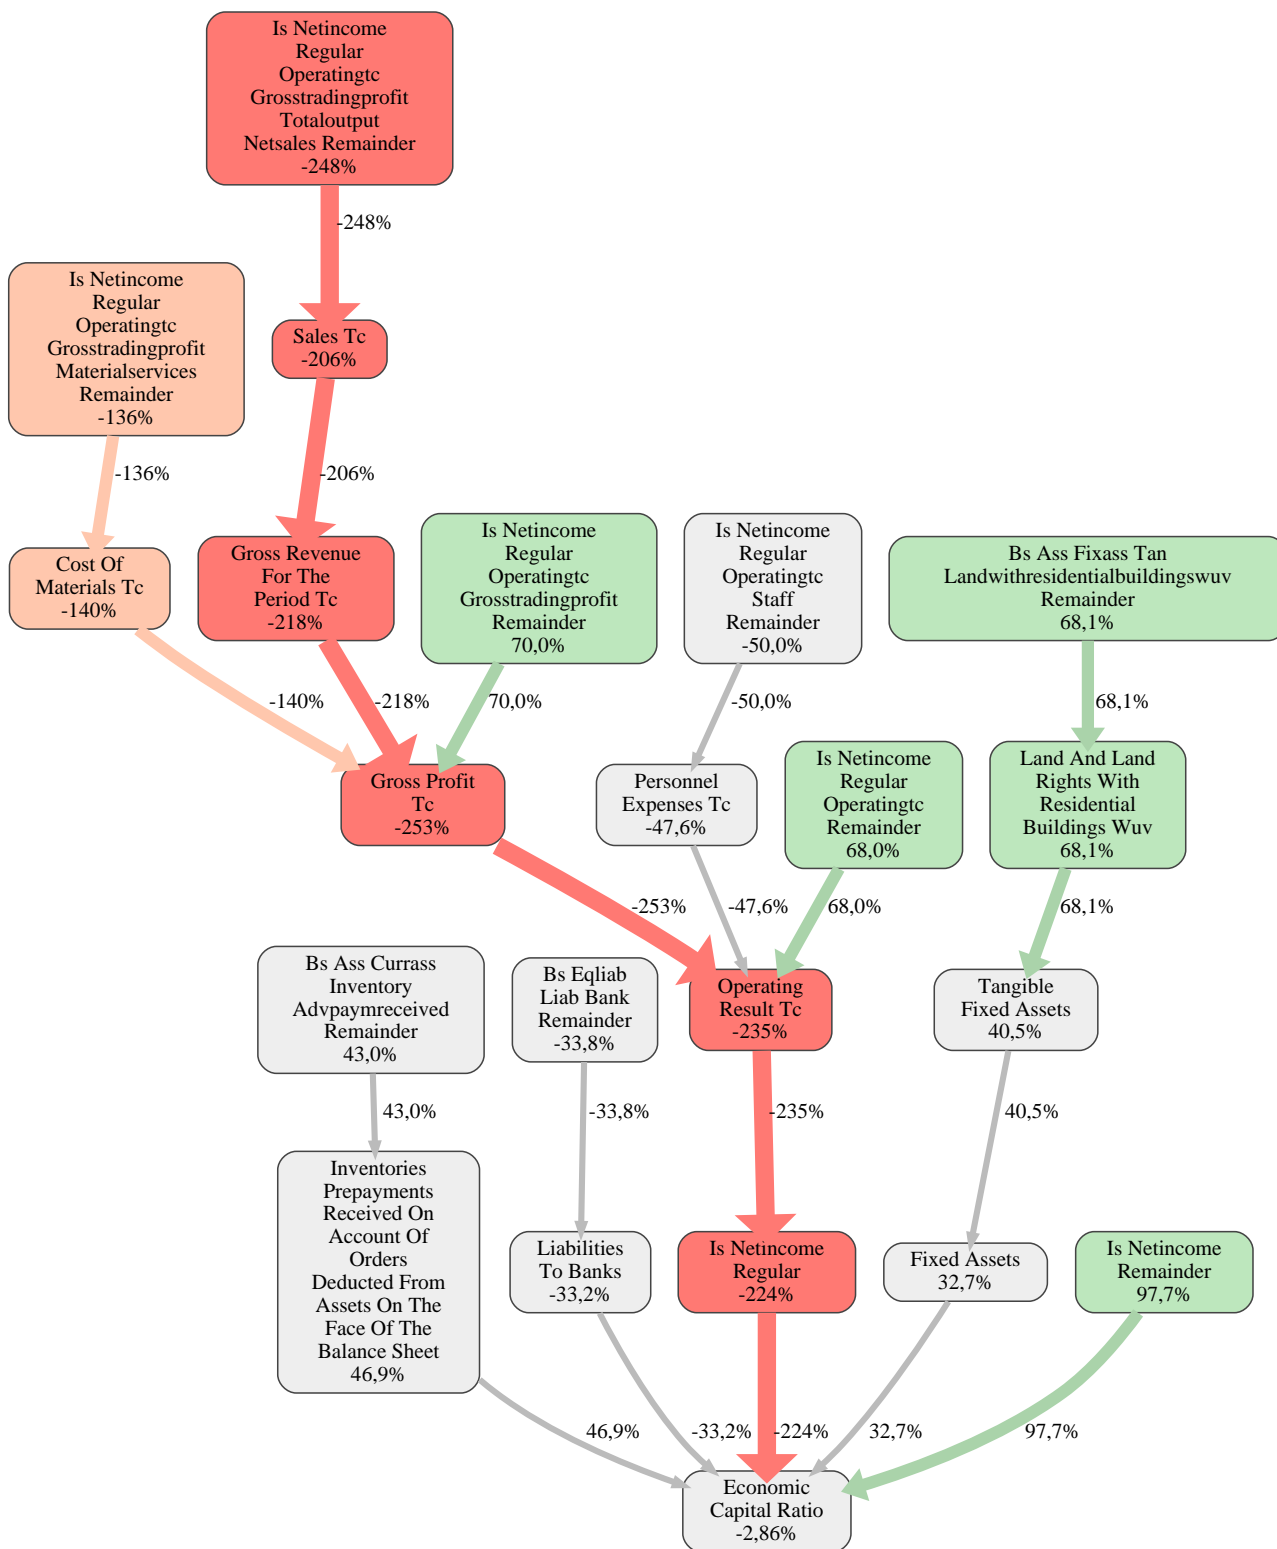 Is Netincome
Regular
Operatingtc
Grosstradingprofit
Totaloutput
Netsales Remainder
-248%
-248%
Is Netincome
Regular
Operatingtc
Grosstradingprofit
Materialservices
Remainder
-136%
Sales Tc
-206%
-136%
-206%
Cost Of
Materials Tc
-140%
Gross Revenue
For The
Period Tc
-218%
Is Netincome
Regular
Operatingtc
Grosstradingprofit
Remainder
70,0%
Is Netincome
Regular
Operatingtc
Staff
Remainder
-50,0%
Bs Ass Fixass Tan
Landwithresidentialbuildingswuv
Remainder
68,1%
-140%
-218%
70,0%
-50,0%
68,1%
Gross Profit
Tc
-253%
Personnel
Expenses Tc
-47,6%
Is Netincome
Regular
Operatingtc
Remainder
68,0%
Land And Land
Rights With
Residential
Buildings Wuv
68,1%
-253%
-47,6%
68,0%
68,1%
Bs Ass Currass
Inventory
Advpaymreceived
Remainder
43,0%
Bs Eqliab
Liab Bank
Remainder
-33,8%
Operating
Result Tc
-235%
Tangible
Fixed Assets
40,5%
43,0%
-33,8%
-235%
40,5%
Inventories
Prepayments
Received On
Account Of
Orders
Deducted From
Assets On The
Face Of The
Balance Sheet
46,9%
Liabilities
To Banks
-33,2%
Is Netincome
Regular
-224%
Fixed Assets
32,7%
Is Netincome
Remainder
97,7%
46,9%
-33,2%
-224%
32,7%
97,7%
Economic
Capital Ratio
-2,86%